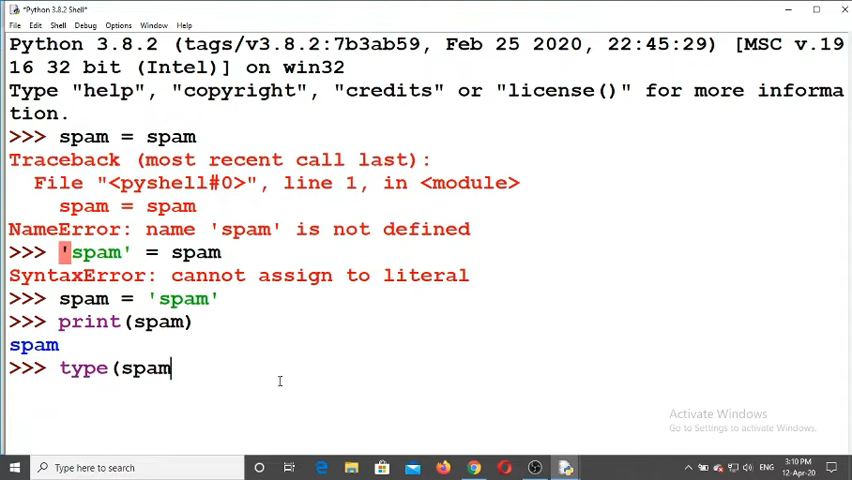 *Python 3.8.2 Shell*
File Edit Shell Debug Options Window Help
Python 3.8.2 (tags/v3.8.2:7b3ab59, Feb 25 2020, 22:45:29) [MSC v.19
16 32 bit (Intel)] on win32
Type "help", "copyright", "credits" or "license()" for more informa
tion.
>>> spam = spam
Traceback (most recent call last):
  File "<pyshell#0>", line 1, in <module>
    spam = spam
NameError: name 'spam' is not defined
>>> 'spam' = spam
SyntaxError: cannot assign to literal
>>> spam = 'spam'
>>> print(spam)
spam
>>> type(spam
Activate Windows
Go to Settings to activate Windows.
Type here to search
ENG
3:10 PM
12-Apr-20